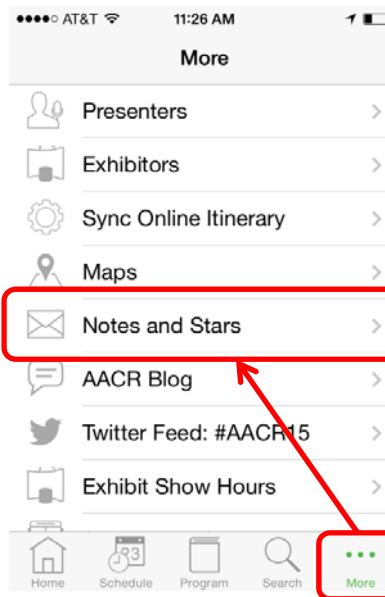 AT&T 11:26 AM
More
Presenters
Exhibitors
Sync Online Itinerary
Maps
Notes and Stars
AACR Blog
Twitter Feed: #AACR15
Exhibit Show Hours
Home Schedule Program Search More